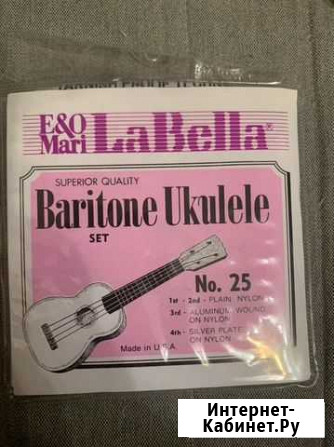 E&O
Mari LaBella®
SUPERIOR QUALITY
Baritone Ukulele
SET
No. 25
1st - 2nd - PLAIN NYLON
3rd - ALUMINUM WOUND
ON NYLON
4th - SILVER PLATE
ON NYLON
Made in U.S.A.
Интернет-
Кабинет.Ру